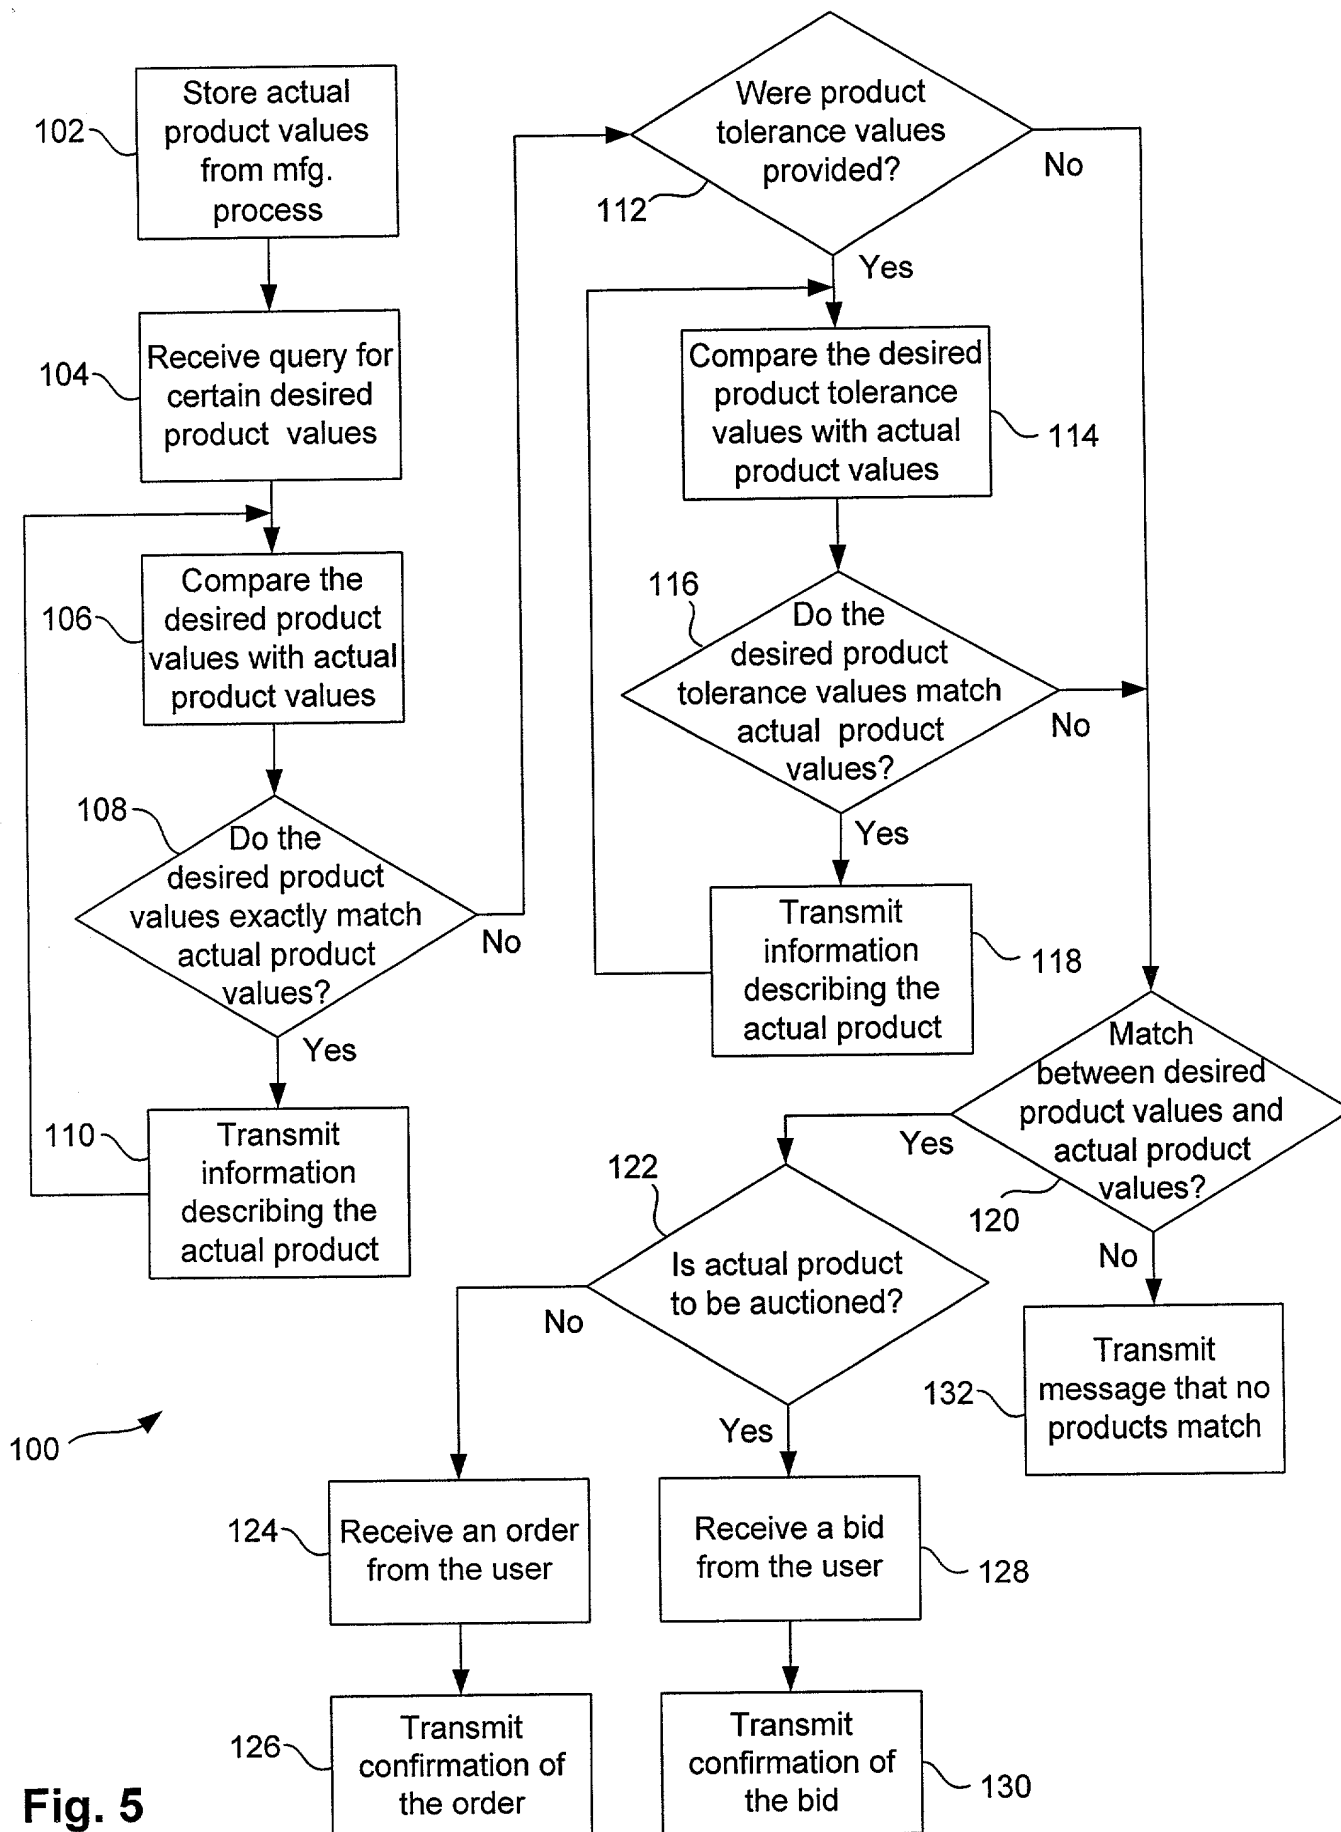 102
Store actual
product values
from mfg.
process
104
Receive query for
certain desired
product values
106
Compare the
desired product
values with actual
product values
108
Do the
desired product
values exactly match
actual product
values?
No
Yes
110
Transmit
information
describing the
actual product
112
Were product
tolerance values
provided?
No
Yes
Compare the desired
product tolerance
values with actual
product values
114
116
Do the
desired product
tolerance values match
actual product
values?
No
Yes
Transmit
information
describing the
actual product
118
Match
between desired
product values and
actual product
values?
120
Yes
No
122
Is actual product
to be auctioned?
No
Yes
132
Transmit
message that no
products match
100
124
Receive an order
from the user
Receive a bid
from the user
128
126
Transmit
confirmation of
the order
Transmit
confirmation of
the bid
130
Fig. 5